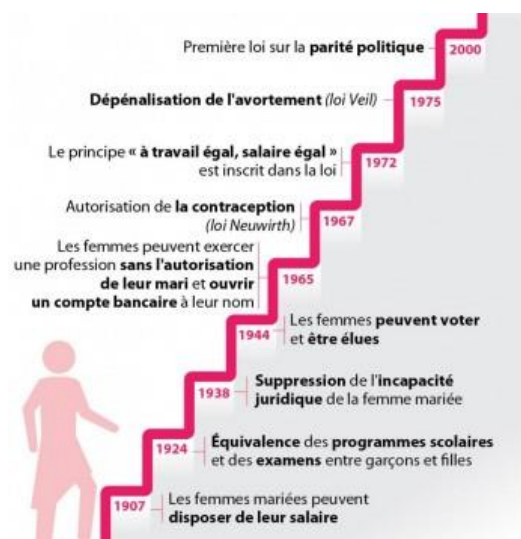 Première loi sur la parité politique
2000
Dépénalisation de l'avortement (loi Veil)
1975
Le principe « à travail égal, salaire égal »
est inscrit dans la loi
1972
Autorisation de la contraception
(loi Neuwirth)
1967
Les femmes peuvent exercer
une profession sans l'autorisation
de leur mari et ouvrir
un compte bancaire à leur nom
1965
1944
Les femmes peuvent voter
et être élues
1938
Suppression de l'incapacité
juridique de la femme mariée
1924
Équivalence des programmes scolaires
et des examens entre garçons et filles
1907
Les femmes mariées peuvent
disposer de leur salaire